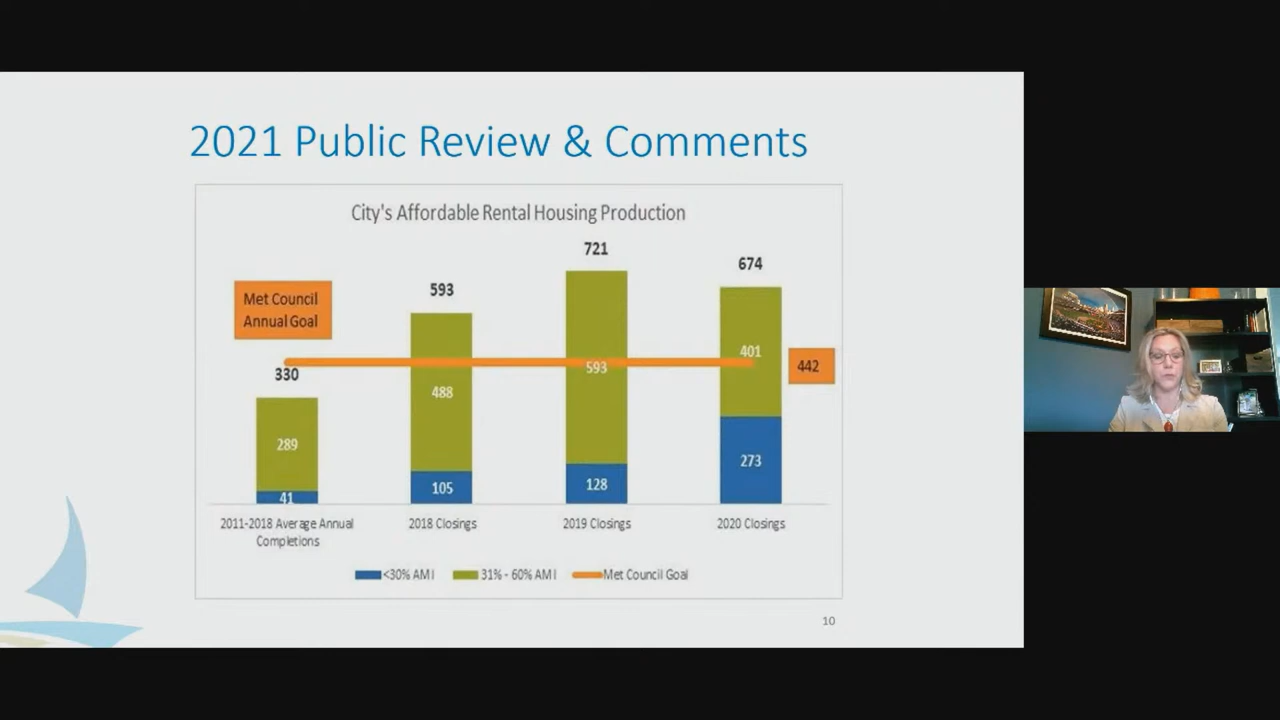 2021 Public Review & Comments
City's Affordable Rental Housing Production
721
674
593
Met Council
Annual Goal
401
442
593
330
488
289
273
128
105
41
2011-2018 Average Annual
Completions
2018 Closings
2019 Closings
2020 Closings
<30% AMI
31% - 60% AMI
Met Council Goal
10